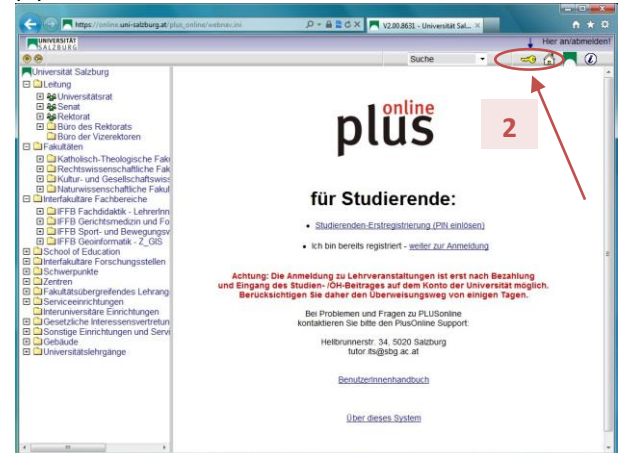 https://online.uni-salzburg.at/plus_online/webnav.ini
V2.00.8631 - Universität Sal...
UNIVERSITÄT
SALZBURG
Hier an/abmelden!
Suche
Universität Salzburg
Leitung
Universitätsrat
Senat
Rektorat
Büro des Rektorats
Büro der Vizerektoren
Fakultäten
Katholisch-Theologische Faku
Rechtswissenschaftliche Fak
Kultur- und Gesellschaftswiss
Naturwissenschaftliche Fakul
Interfakultäre Fachbereiche
IFFB Fachdidaktik - LehrerInn
IFFB Gerichtsmedizin und Fo
IFFB Sport- und Bewegungsv
IFFB Geoinformatik - Z_GIS
School of Education
Interfakultäre Forschungsstellen
Schwerpunkte
Zentren
Fakultätsübergreifendes Lehrang
Serviceeinrichtungen
Interuniversitäre Einrichtungen
Gesetzliche Interessensvertretun
Sonstige Einrichtungen und Servi
Gebäude
Universitätslehrgänge
online
plus
2
für Studierende:
Studierenden-Erstregistrierung (PIN einlösen)
Ich bin bereits registriert - weiter zur Anmeldung
Achtung: Die Anmeldung zu Lehrveranstaltungen ist erst nach Bezahlung
und Eingang des Studien- /ÖH-Beitrages auf dem Konto der Universität möglich.
Berücksichtigen Sie daher den Überweisungsweg von einigen Tagen.
Bei Problemen und Fragen zu PLUSonline
kontaktieren Sie bitte den PlusOnline Support:
Hellbrunnerstr. 34, 5020 Salzburg
tutor.its@sbg.ac.at
BenutzerInnenhandbuch
Über dieses System